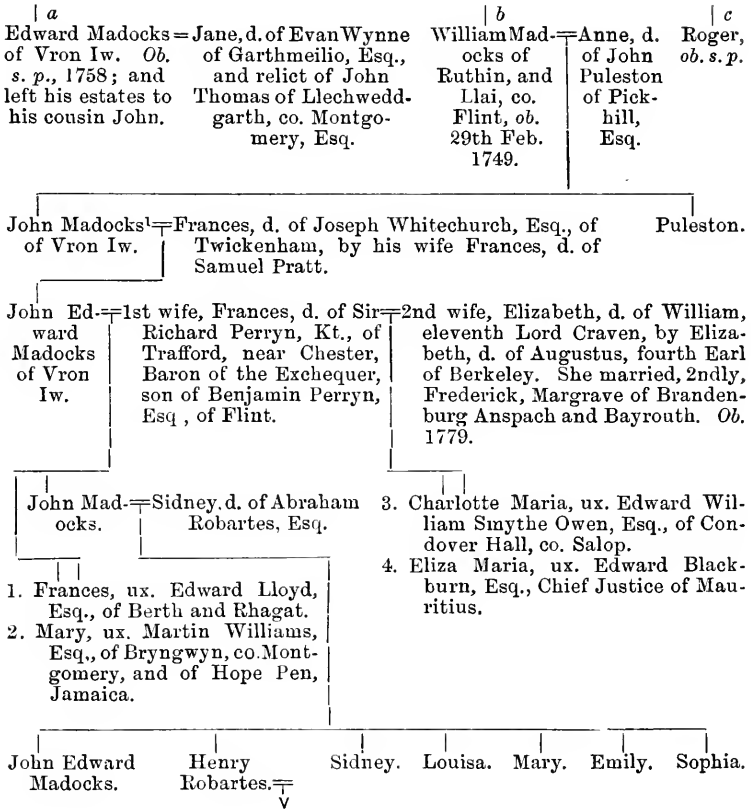 a
Edward Madocks = Jane, d. of Evan Wynne
of Vron Iw. Ob. of Garthmeilio, Esq.,
s. p., 1758; and and relict of John
left his estates to Thomas of Llechwedd-
his cousin John. garth, co. Montgo-
mery, Esq.
b
William Mad-
ocks of
Ruthin, and
Llai, co.
Flint, ob.
29th Feb.
1749.
Anne, d.
of John
Puleston
of Pick-
hill,
Esq.
c
Roger,
ob. s. p.
John Madocks¹
of Vron Iw.
Frances, d. of Joseph Whitechurch, Esq., of
Twickenham, by his wife Frances, d. of
Samuel Pratt.
Puleston.
John Ed-
ward
Madocks
of Vron
Iw.
1st wife, Frances, d. of Sir
Richard Perryn, Kt., of
Trafford, near Chester,
Baron of the Exchequer,
son of Benjamin Perryn,
Esq , of Flint.
2nd wife, Elizabeth, d. of William,
eleventh Lord Craven, by Eliza-
beth, d. of Augustus, fourth Earl
of Berkeley. She married, 2ndly,
Frederick, Margrave of Branden-
burg Anspach and Bayrouth. Ob.
1779.
John Mad-
ocks.
Sidney, d. of Abraham
Robartes, Esq.
3. Charlotte Maria, ux. Edward Wil-
liam Smythe Owen, Esq., of Con-
dover Hall, co. Salop.
4. Eliza Maria, ux. Edward Black-
burn, Esq., Chief Justice of Mau-
ritius.
1. Frances, ux. Edward Lloyd,
Esq., of Berth and Rhagat.
2. Mary, ux. Martin Williams,
Esq., of Bryngwyn, co. Mont-
gomery, and of Hope Pen,
Jamaica.
John Edward
Madocks.
Henry
Robartes.
Sidney. Louisa. Mary. Emily. Sophia.